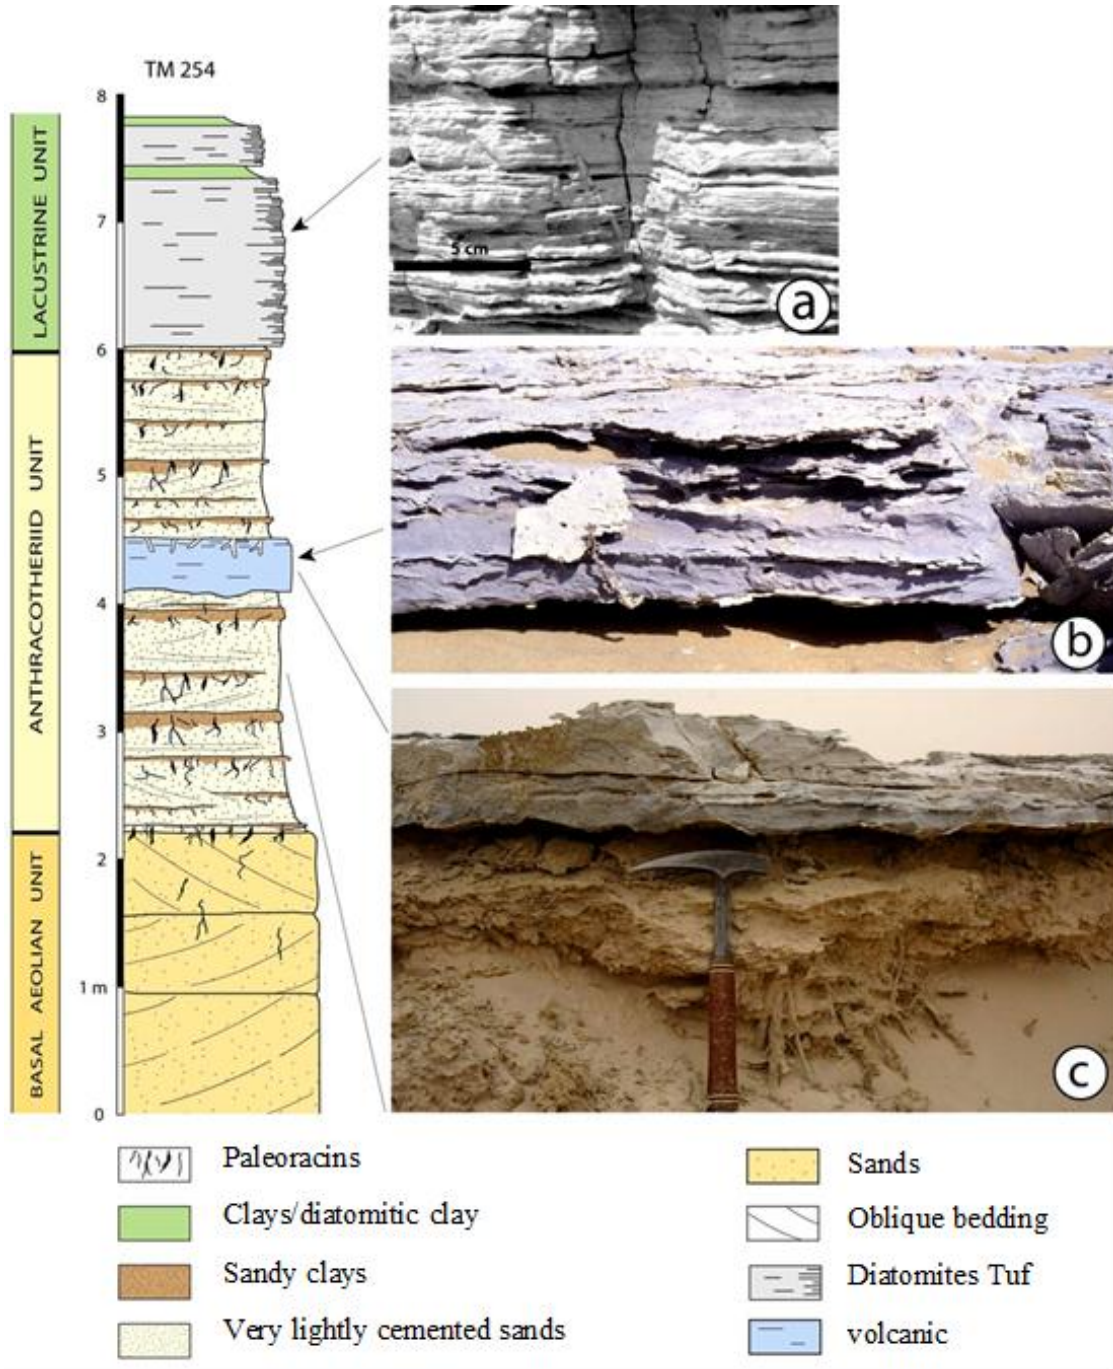 TM 254
8
7
6
5
4
3
2
1 m
0
LACUSTRINE UNIT
ANTHRACOTHERIID UNIT
BASAL AEOLIAN UNIT
5 cm
a
b
c
Paleoracins
Clays/diatomitic clay
Sandy clays
Very lightly cemented sands
Sands
Oblique bedding
Diatomites Tuf
volcanic